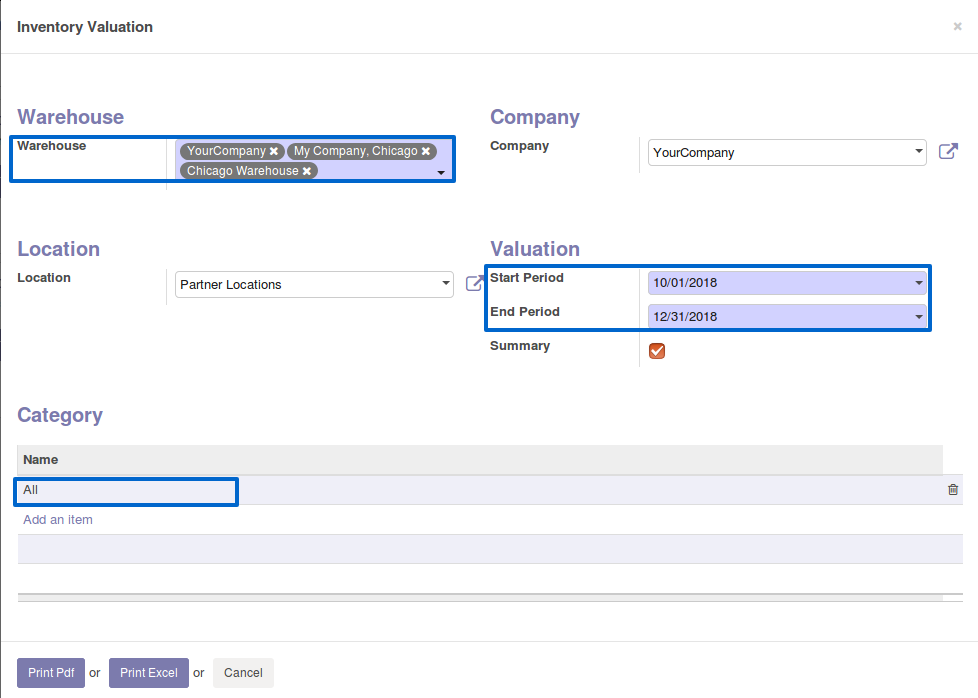 Inventory Valuation
×
Warehouse
Warehouse
YourCompany ✖ My Company, Chicago ✖
Chicago Warehouse ✖
Company
Company
YourCompany
Location
Location
Partner Locations
Valuation
Start Period
10/01/2018
End Period
12/31/2018
Summary
Category
Name
All
Add an item
Print Pdf or Print Excel or Cancel